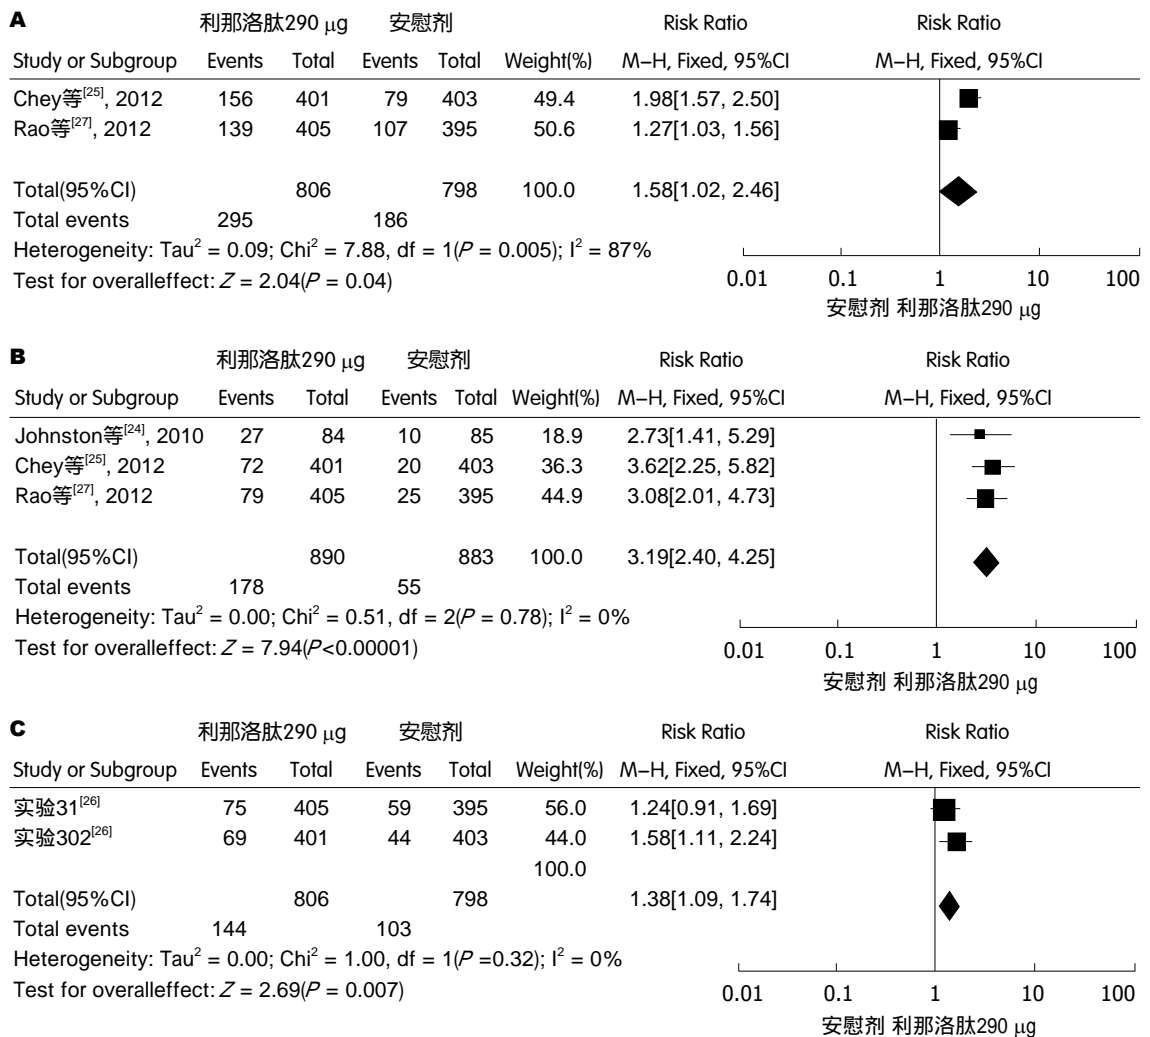 A 利那洛肽290 μg 安慰剂 Risk Ratio Risk Ratio
Study or Subgroup Events Total Events Total Weight(%) M–H, Fixed, 95%CI M–H, Fixed, 95%CI
Chey等[25], 2012 156 401 79 403 49.4 1.98[1.57, 2.50]
Rao等[27], 2012 139 405 107 395 50.6 1.27[1.03, 1.56]
Total(95%CI) 806 798 100.0 1.58[1.02, 2.46]
Total events 295 186
Heterogeneity: Tau² = 0.09; Chi² = 7.88, df = 1(P = 0.005); I² = 87%
Test for overalleffect: Z = 2.04(P = 0.04)
0.01 0.1 1 10 100
安慰剂 利那洛肽290 μg
B 利那洛肽290 μg 安慰剂 Risk Ratio Risk Ratio
Study or Subgroup Events Total Events Total Weight(%) M–H, Fixed, 95%CI M–H, Fixed, 95%CI
Johnston等[24], 2010 27 84 10 85 18.9 2.73[1.41, 5.29]
Chey等[25], 2012 72 401 20 403 36.3 3.62[2.25, 5.82]
Rao等[27], 2012 79 405 25 395 44.9 3.08[2.01, 4.73]
Total(95%CI) 890 883 100.0 3.19[2.40, 4.25]
Total events 178 55
Heterogeneity: Tau² = 0.00; Chi² = 0.51, df = 2(P = 0.78); I² = 0%
Test for overalleffect: Z = 7.94(P<0.00001)
0.01 0.1 1 10 100
安慰剂 利那洛肽290 μg
C 利那洛肽290 μg 安慰剂 Risk Ratio Risk Ratio
Study or Subgroup Events Total Events Total Weight(%) M–H, Fixed, 95%CI M–H, Fixed, 95%CI
实验31[26] 75 405 59 395 56.0 1.24[0.91, 1.69]
实验302[26] 69 401 44 403 44.0 1.58[1.11, 2.24]
100.0
Total(95%CI) 806 798 1.38[1.09, 1.74]
Total events 144 103
Heterogeneity: Tau² = 0.00; Chi² = 1.00, df = 1(P =0.32); I² = 0%
Test for overalleffect: Z = 2.69(P = 0.007)
0.01 0.1 1 10 100
安慰剂 利那洛肽290 μg